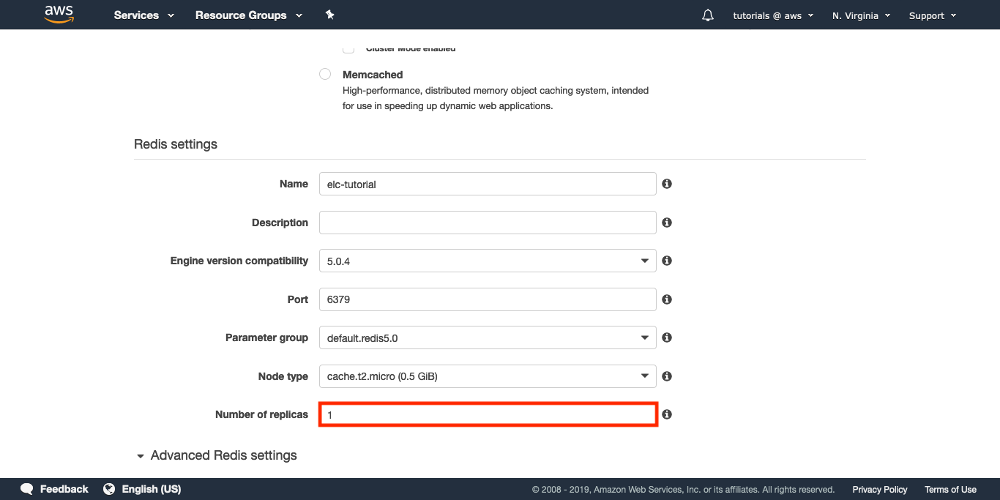 aws Services Resource Groups tutorials @ aws N. Virginia Support
Cluster Mode enabled
Memcached
High-performance, distributed memory object caching system, intended
for use in speeding up dynamic web applications.
Redis settings
Name elc-tutorial
Description
Engine version compatibility 5.0.4
Port 6379
Parameter group default.redis5.0
Node type cache.t2.micro (0.5 GiB)
Number of replicas 1
Advanced Redis settings
Feedback English (US) © 2008 - 2019, Amazon Web Services, Inc. or its affiliates. All rights reserved. Privacy Policy Terms of Use